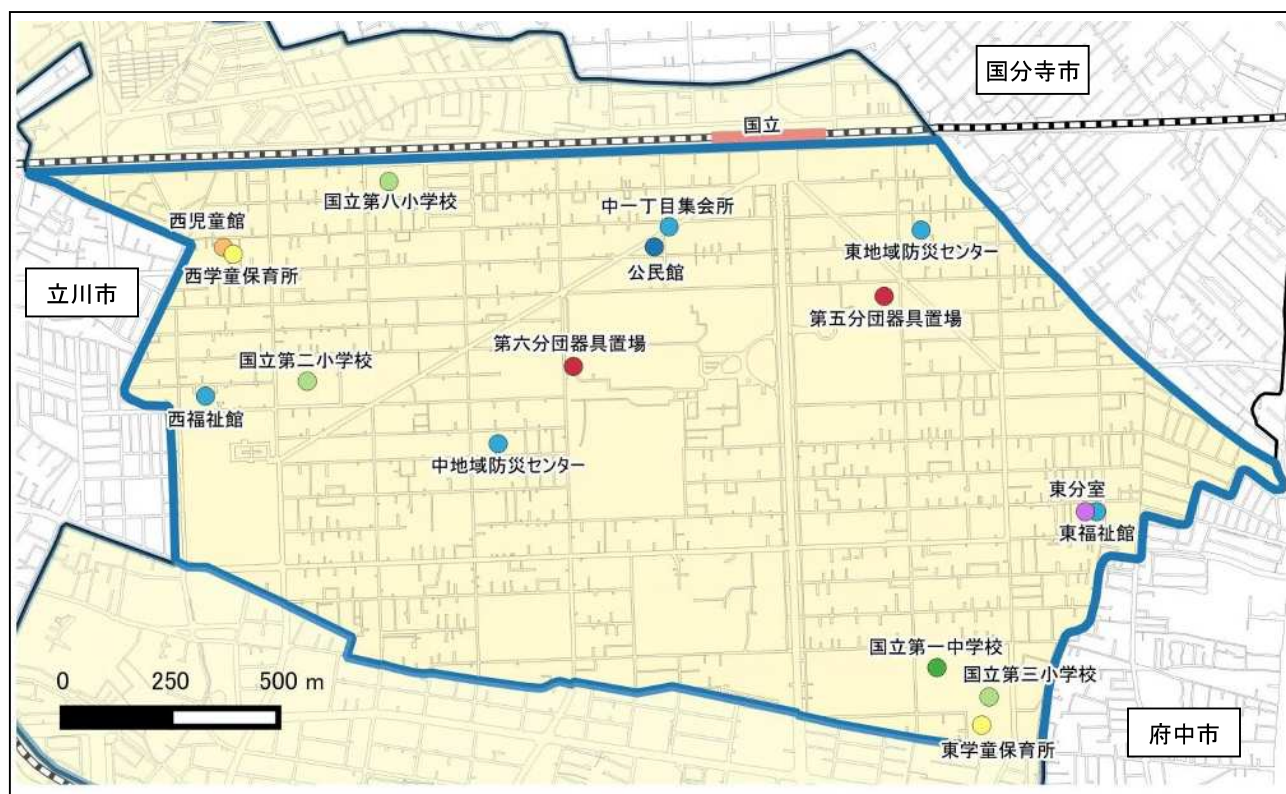 国分寺市
国立
国立第八小学校
中一丁目集会所
西児童館
東地域防災センター
西学童保育所
公民館
立川市
第五分団器具置場
第六分団器具置場
国立第二小学校
西福祉館
中地域防災センター
東分室
東福祉館
国立第一中学校
国立第三小学校
0 250 500 m
府中市
東学童保育所